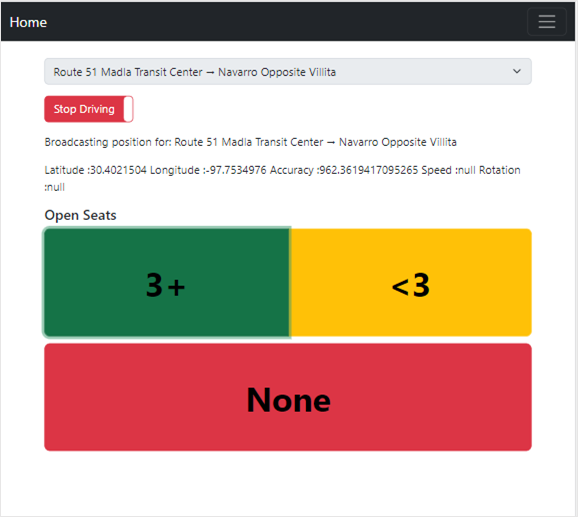 Home
Route 51 Madla Transit Center → Navarro Opposite Villita
Stop Driving
Broadcasting position for: Route 51 Madla Transit Center → Navarro Opposite Villita
Latitude :30.4021504 Longitude :-97.7534976 Accuracy :962.3619417095265 Speed :null Rotation
:null
Open Seats
3+
<3
None